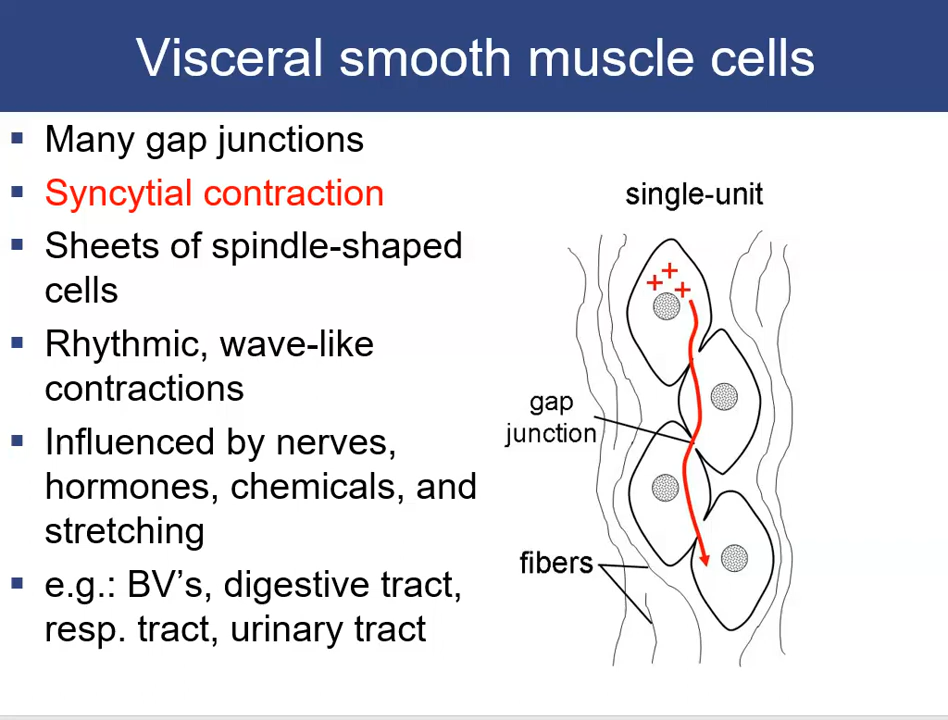 Visceral smooth muscle cells
▪ Many gap junctions
▪ Syncytial contraction
▪ Sheets of spindle-shaped
cells
▪ Rhythmic, wave-like
contractions
▪ Influenced by nerves,
hormones, chemicals, and
stretching
▪ e.g.: BV's, digestive tract,
resp. tract, urinary tract
single-unit
+ + +
gap
junction
fibers